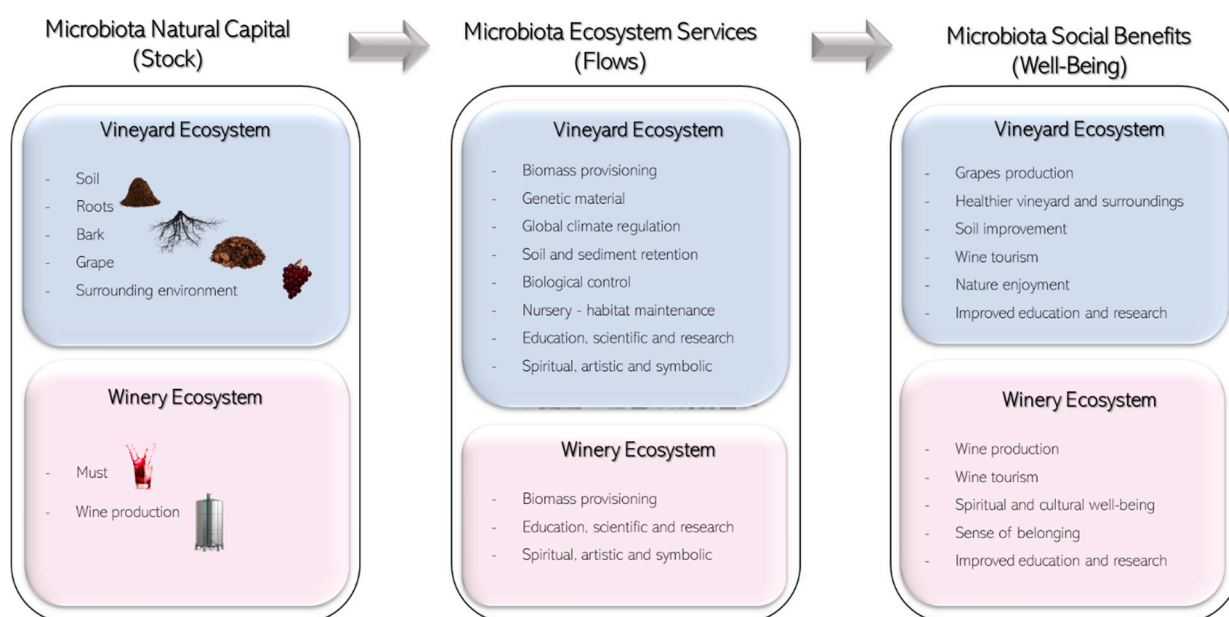 Microbiota Natural Capital
(Stock)
Vineyard Ecosystem
- Soil
- Roots
- Bark
- Grape
- Surrounding environment
Winery Ecosystem
- Must
- Wine production
Microbiota Ecosystem Services
(Flows)
Vineyard Ecosystem
- Biomass provisioning
- Genetic material
- Global climate regulation
- Soil and sediment retention
- Biological control
- Nursery - habitat maintenance
- Education, scientific and research
- Spiritual, artistic and symbolic
Winery Ecosystem
- Biomass provisioning
- Education, scientific and research
- Spiritual, artistic and symbolic
Microbiota Social Benefits
(Well-Being)
Vineyard Ecosystem
- Grapes production
- Healthier vineyard and surroundings
- Soil improvement
- Wine tourism
- Nature enjoyment
- Improved education and research
Winery Ecosystem
- Wine production
- Wine tourism
- Spiritual and cultural well-being
- Sense of belonging
- Improved education and research